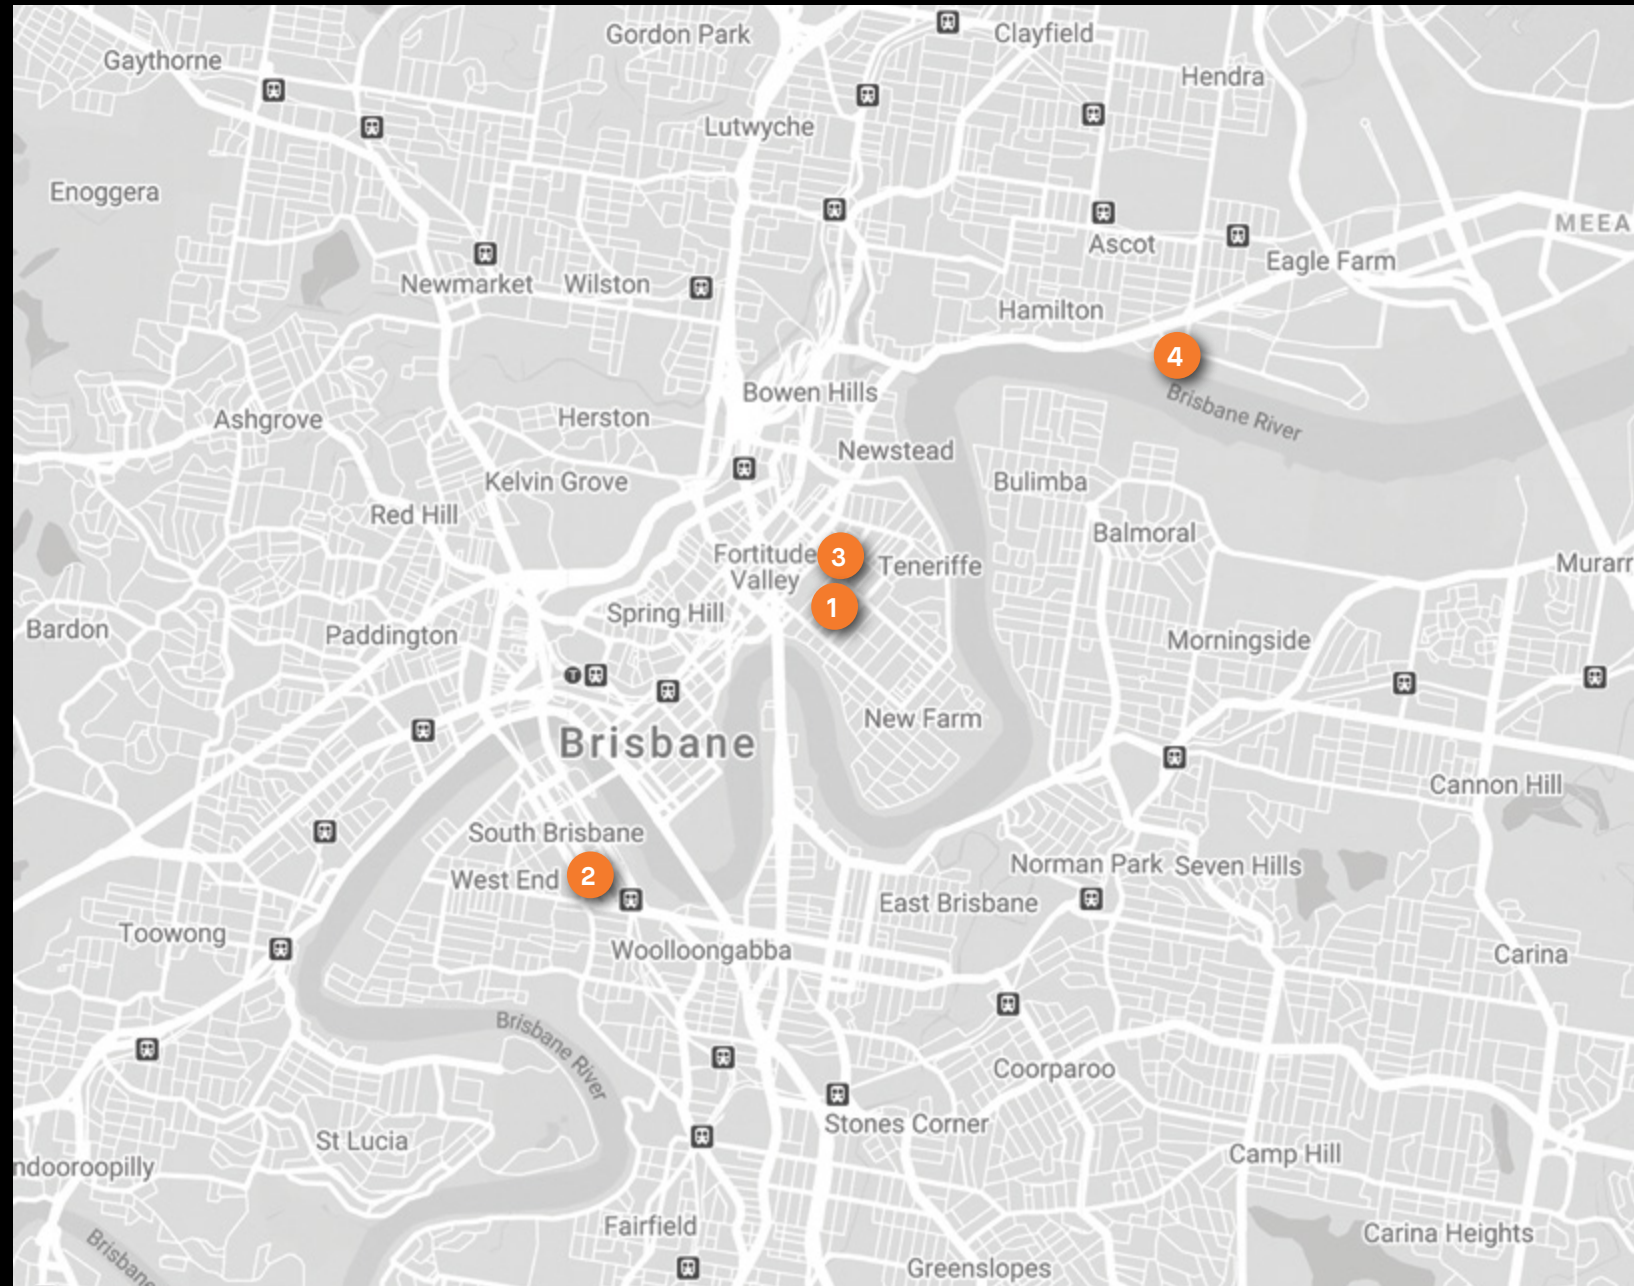 Gordon Park
Clayfield
Gaythorne
Hendra
Lutwyche
Enoggera
MEEA
Ascot
Eagle Farm
Newmarket
Wilston
Hamilton
4
Bowen Hills
Brisbane River
Ashgrove
Herston
Newstead
Kelvin Grove
Bulimba
Red Hill
Balmoral
Fortitude
Valley
3
Teneriffe
Murarr
1
Spring Hill
Bardon
Paddington
Morningside
T
New Farm
Brisbane
Cannon Hill
South Brisbane
West End
2
Norman Park
Seven Hills
East Brisbane
Toowong
Woolloongabba
Carina
Brisbane River
Coorparoo
Stones Corner
St Lucia
Camp Hill
ndooroopilly
Fairfield
Carina Heights
Brisbane
Greenslopes